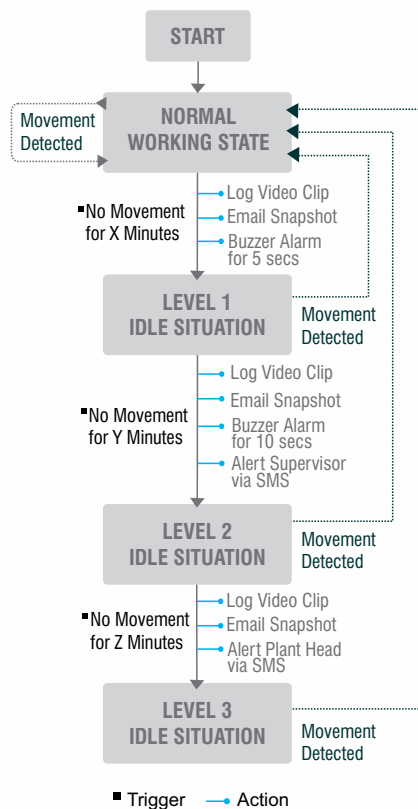 START
NORMAL
WORKING STATE
Movement
Detected
Log Video Clip
No Movement
for X Minutes
Email Snapshot
Buzzer Alarm
for 5 secs
LEVEL 1
IDLE SITUATION
Movement
Detected
Log Video Clip
Email Snapshot
No Movement
for Y Minutes
Buzzer Alarm
for 10 secs
Alert Supervisor
via SMS
LEVEL 2
IDLE SITUATION
Movement
Detected
Log Video Clip
No Movement
for Z Minutes
Email Snapshot
Alert Plant Head
via SMS
LEVEL 3
IDLE SITUATION
Movement
Detected
Trigger Action